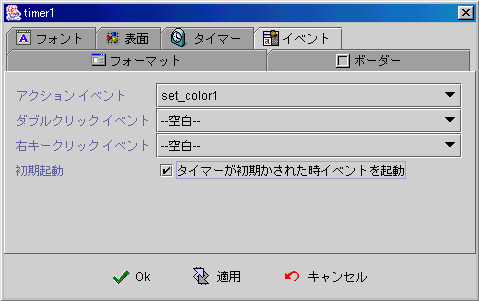 timer1
フォント 表面 タイマー イベント
フォーマット ボーダー
アクション イベント set_color1
ダブルクリックイベント --空白--
右キークリックイベント --空白--
初期起動 タイマーが初期かされた時イベントを起動
Ok 適用 キャンセル